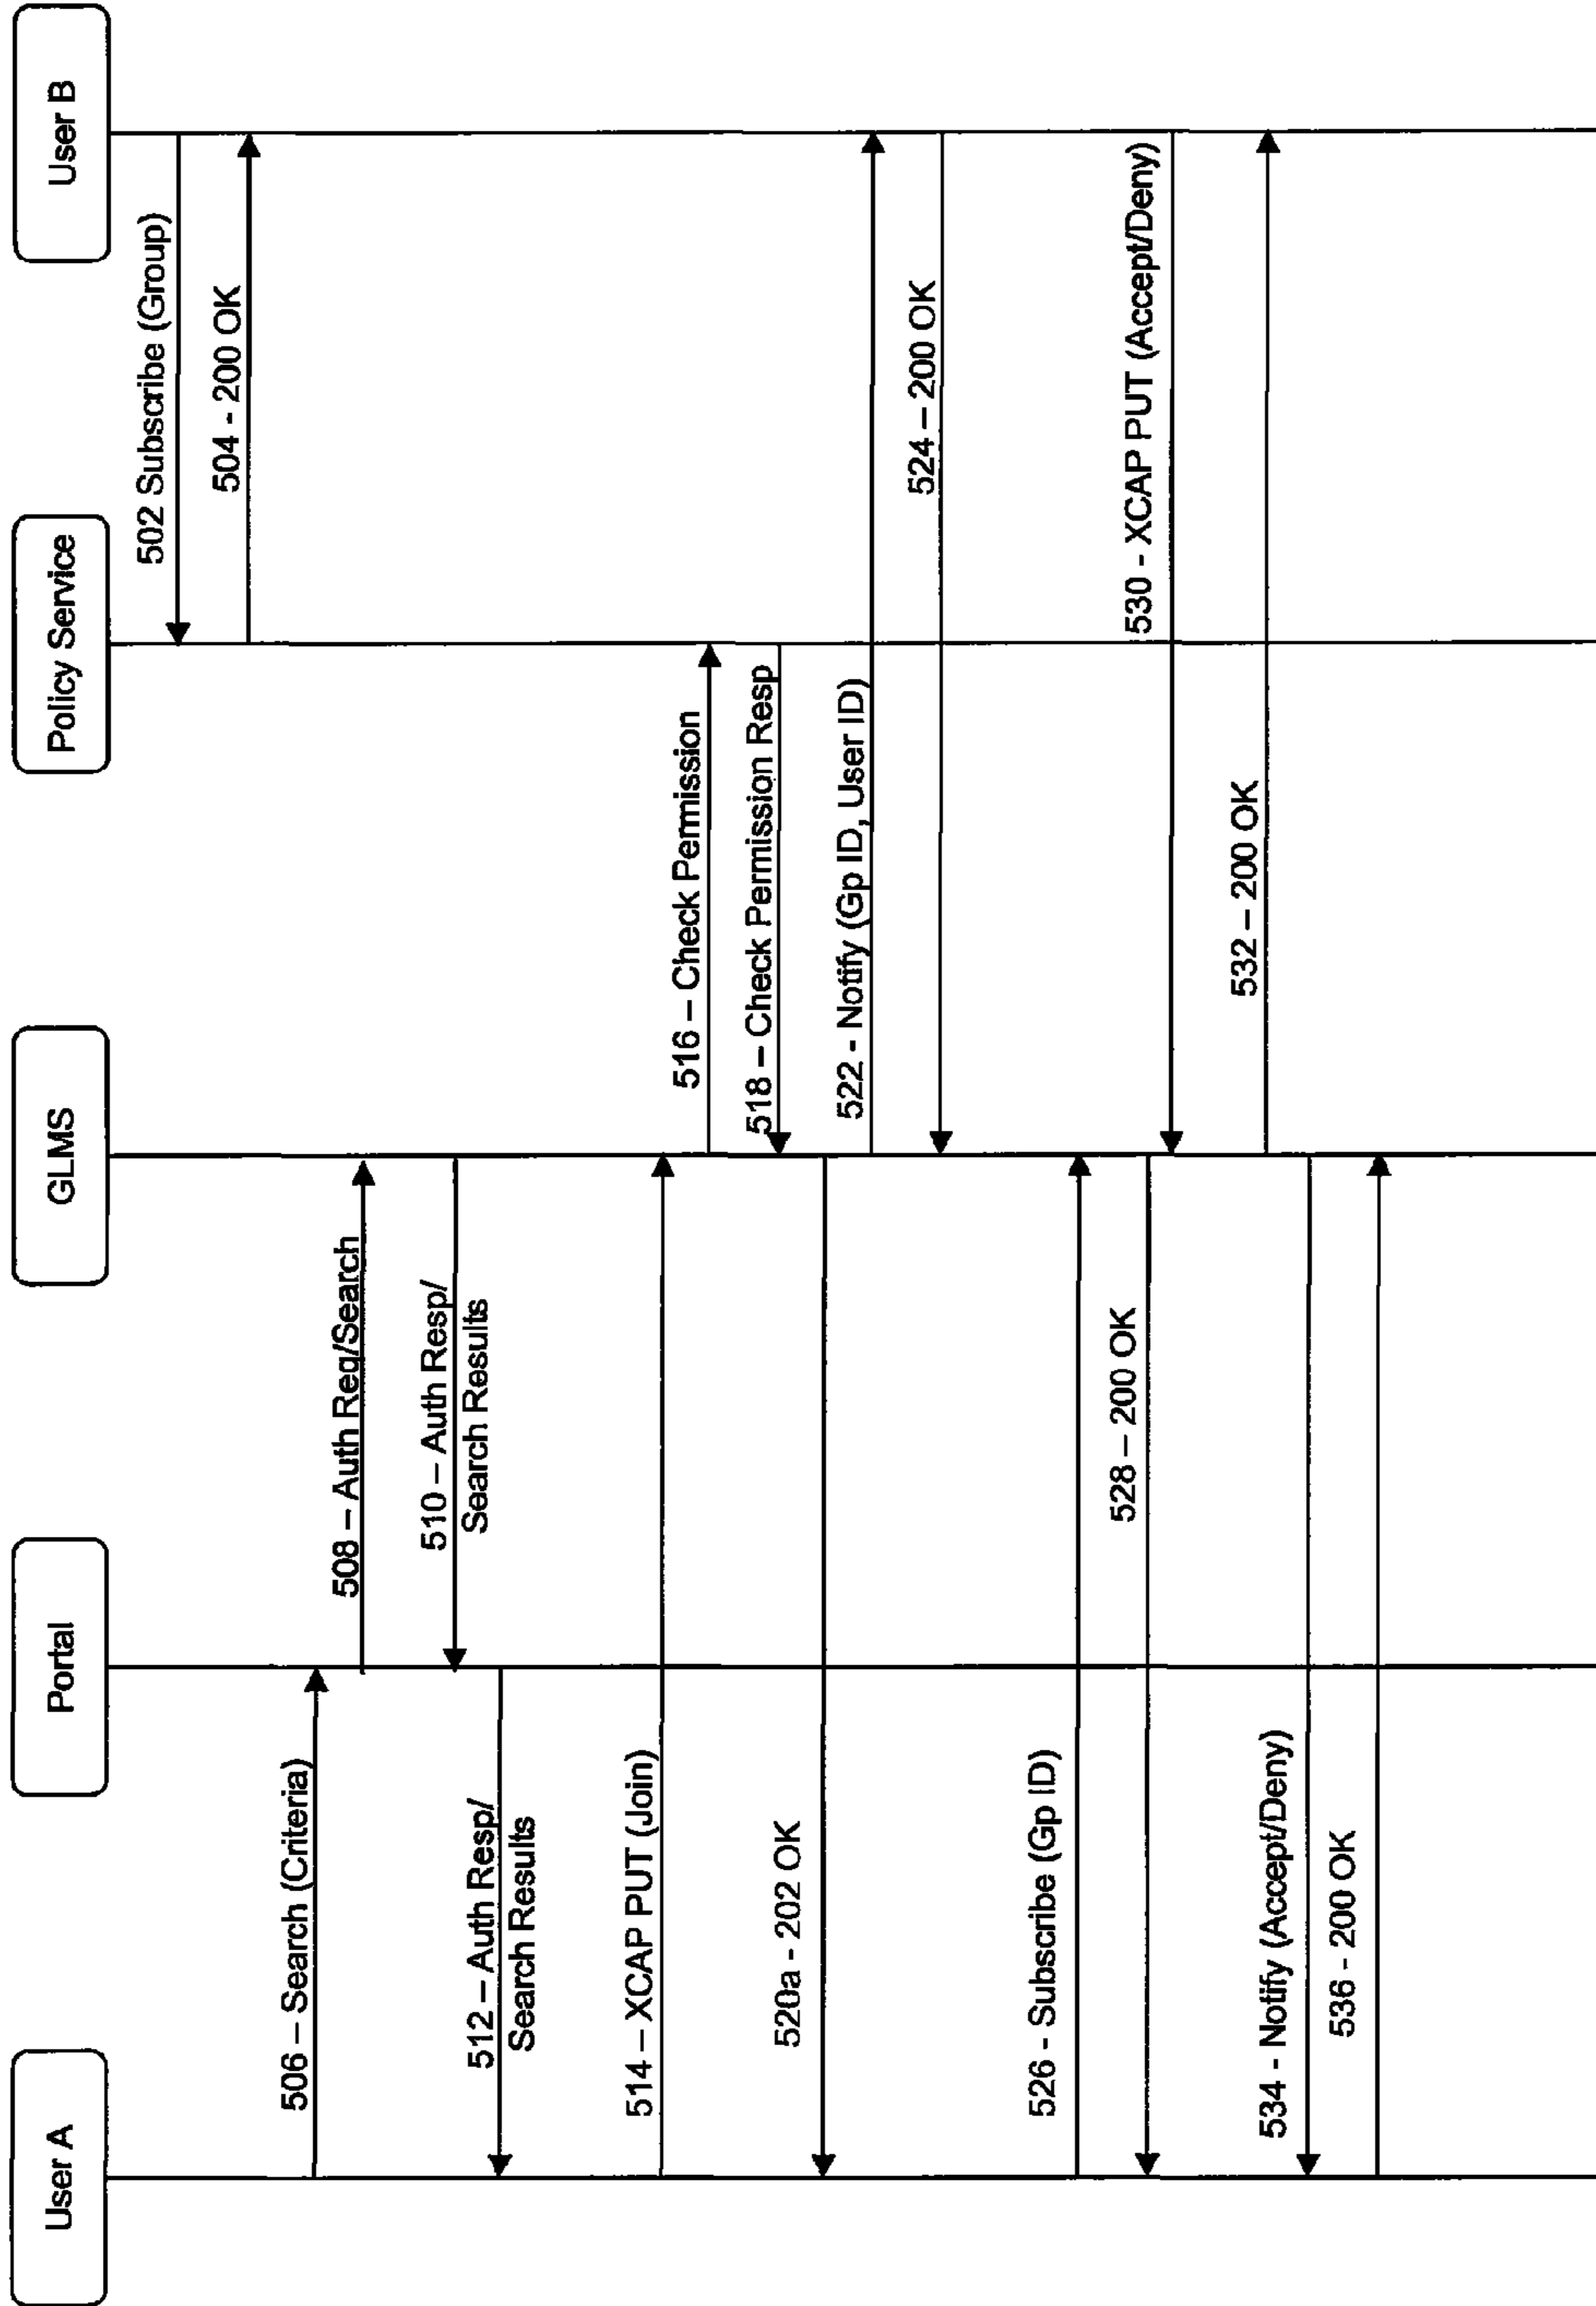 User A
Portal
GLMS
Policy Service
User B
502 Subscribe (Group)
504 - 200 OK
506 – Search (Criteria)
508 – Auth Req/Search
510 – Auth Resp/
Search Results
512 – Auth Resp/
Search Results
514 – XCAP PUT (Join)
516 – Check Permission
518 – Check Permission Resp
520a - 202 OK
522 - Notify (Gp ID, User ID)
524 – 200 OK
526 - Subscribe (Gp ID)
528 – 200 OK
530 - XCAP PUT (Accept/Deny)
532 – 200 OK
534 - Notify (Accept/Deny)
536 - 200 OK